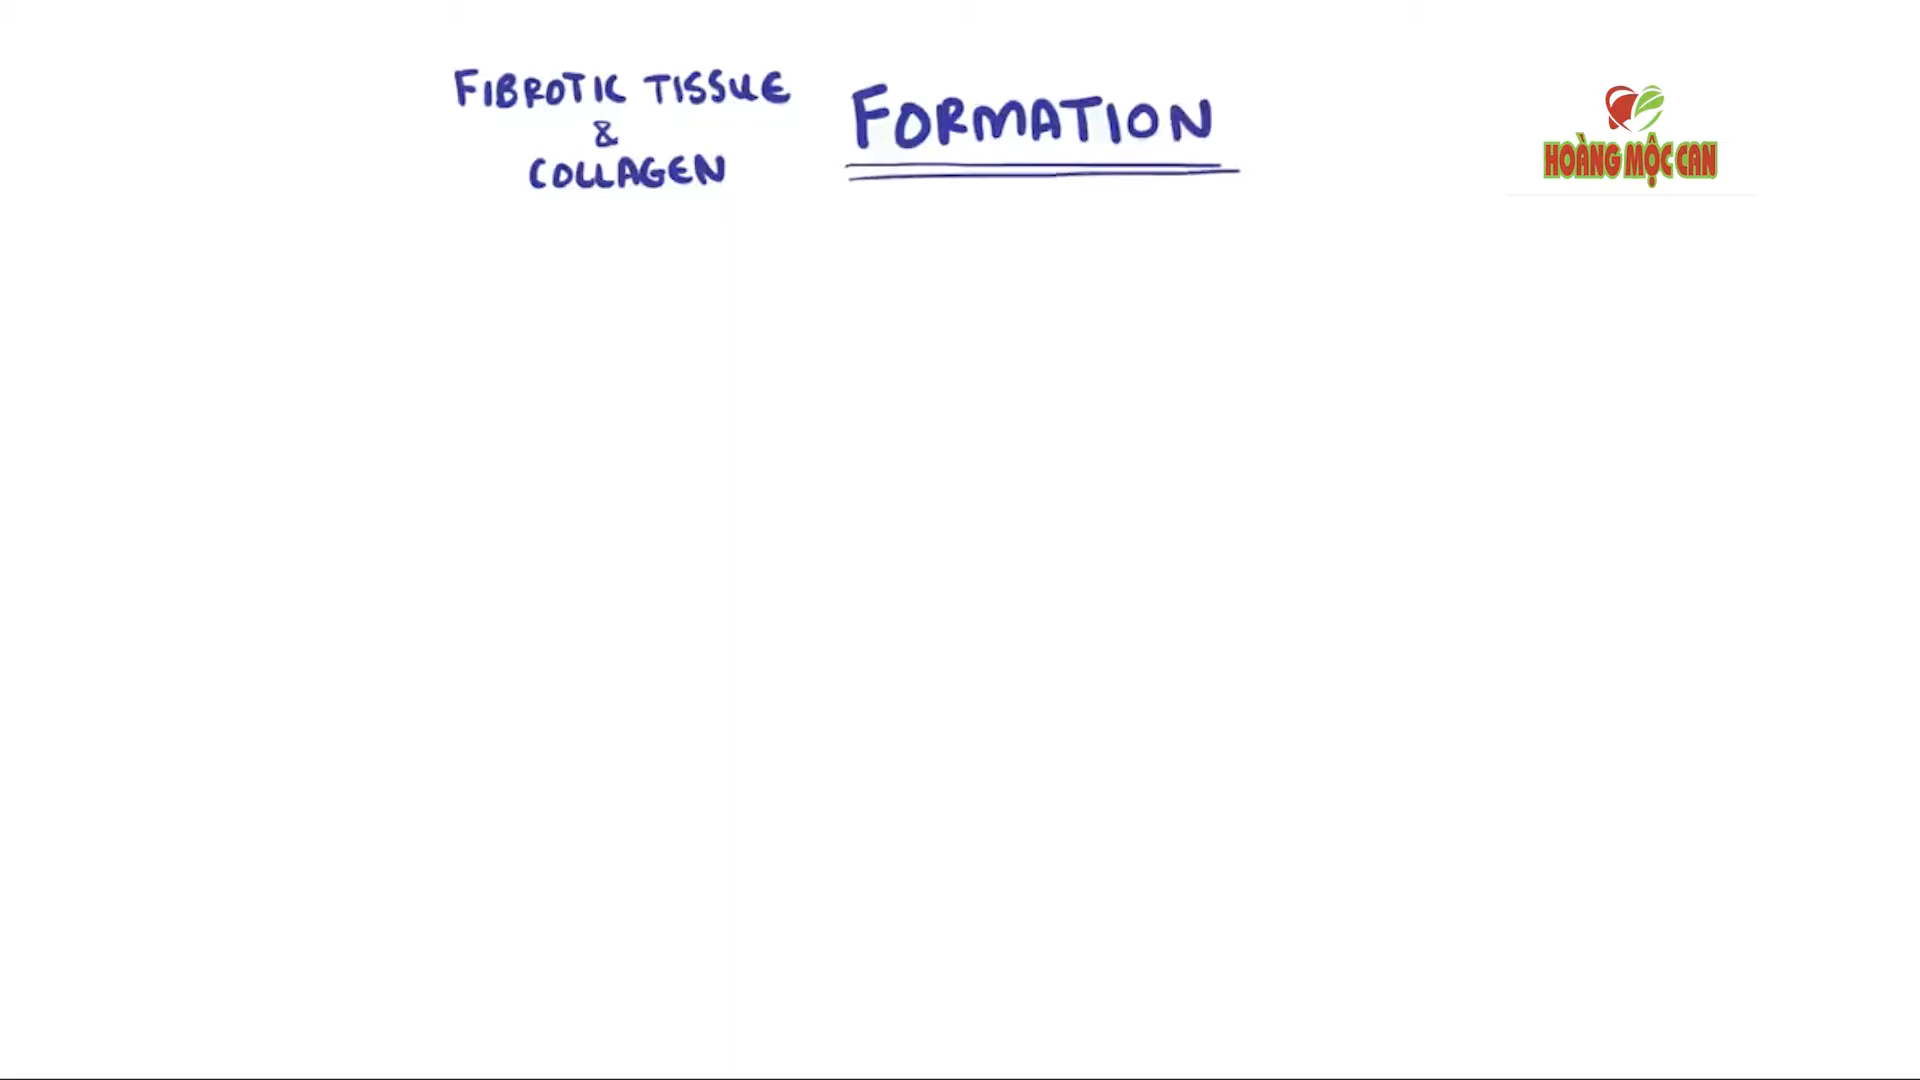 FIBROTIC TISSUE
&
COLLAGEN
FORMATION
HOÀNG MỘC CAN